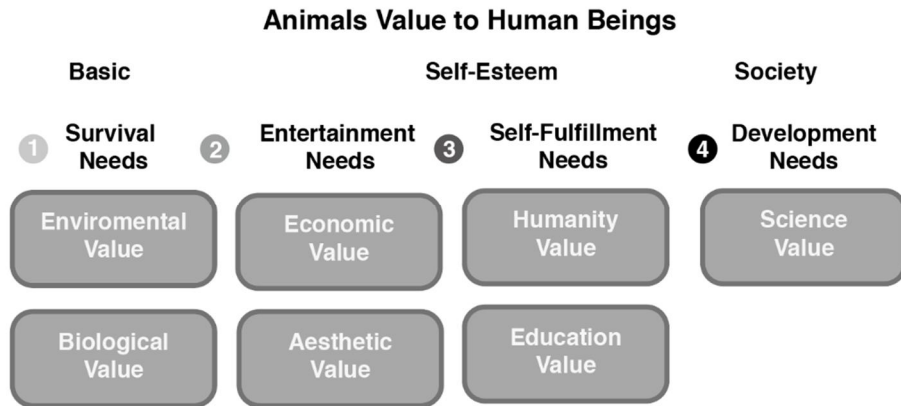 Animals Value to Human Beings
Basic
Self-Esteem
Society
1 Survival Needs
2 Entertainment Needs
3 Self-Fulfillment Needs
4 Development Needs
Enviromental Value
Economic Value
Humanity Value
Science Value
Biological Value
Aesthetic Value
Education Value